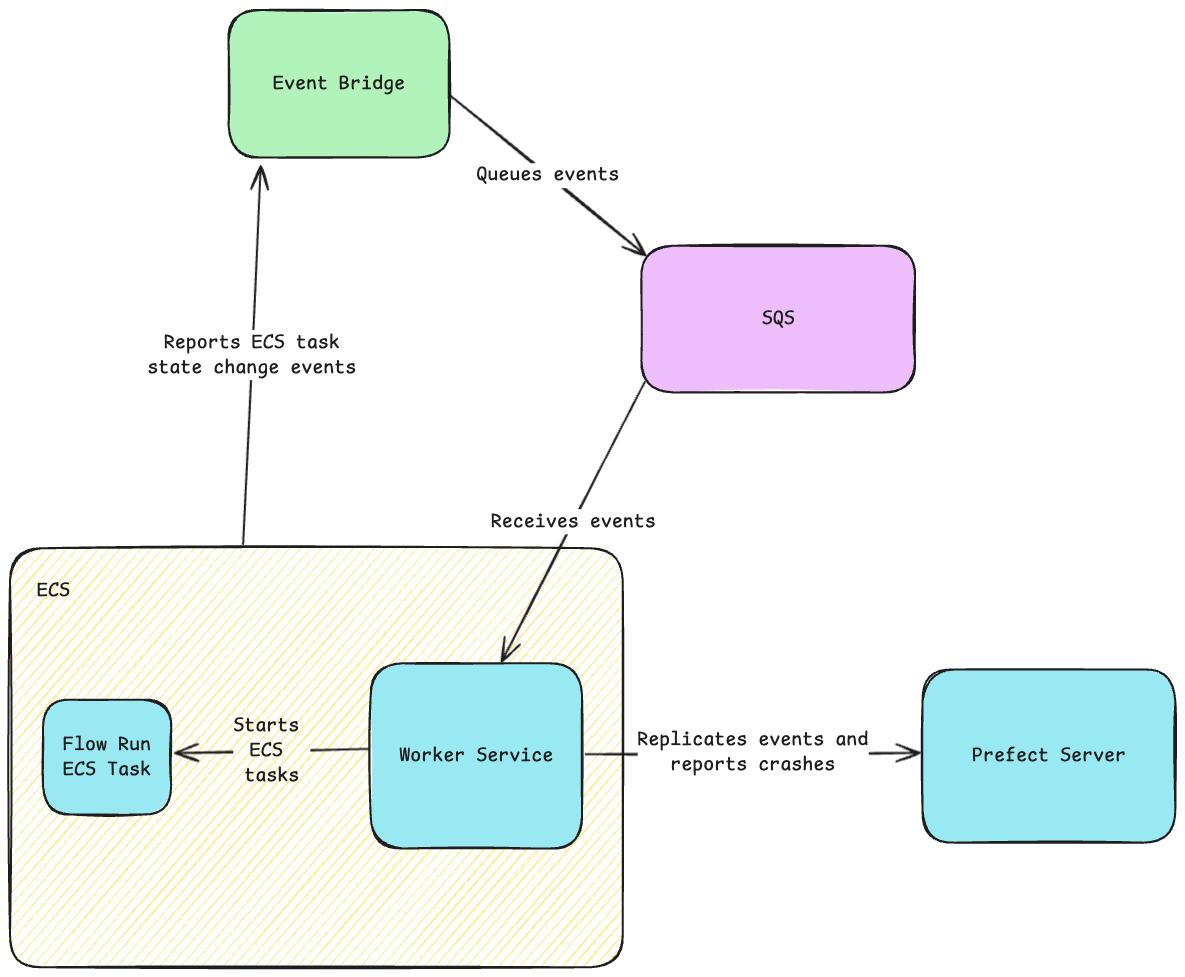 Event Bridge
Queues events
SQS
Reports ECS task
state change events
Receives events
ECS
Starts
ECS
tasks
Flow Run
ECS Task
Worker Service
Replicates events and
reports crashes
Prefect Server